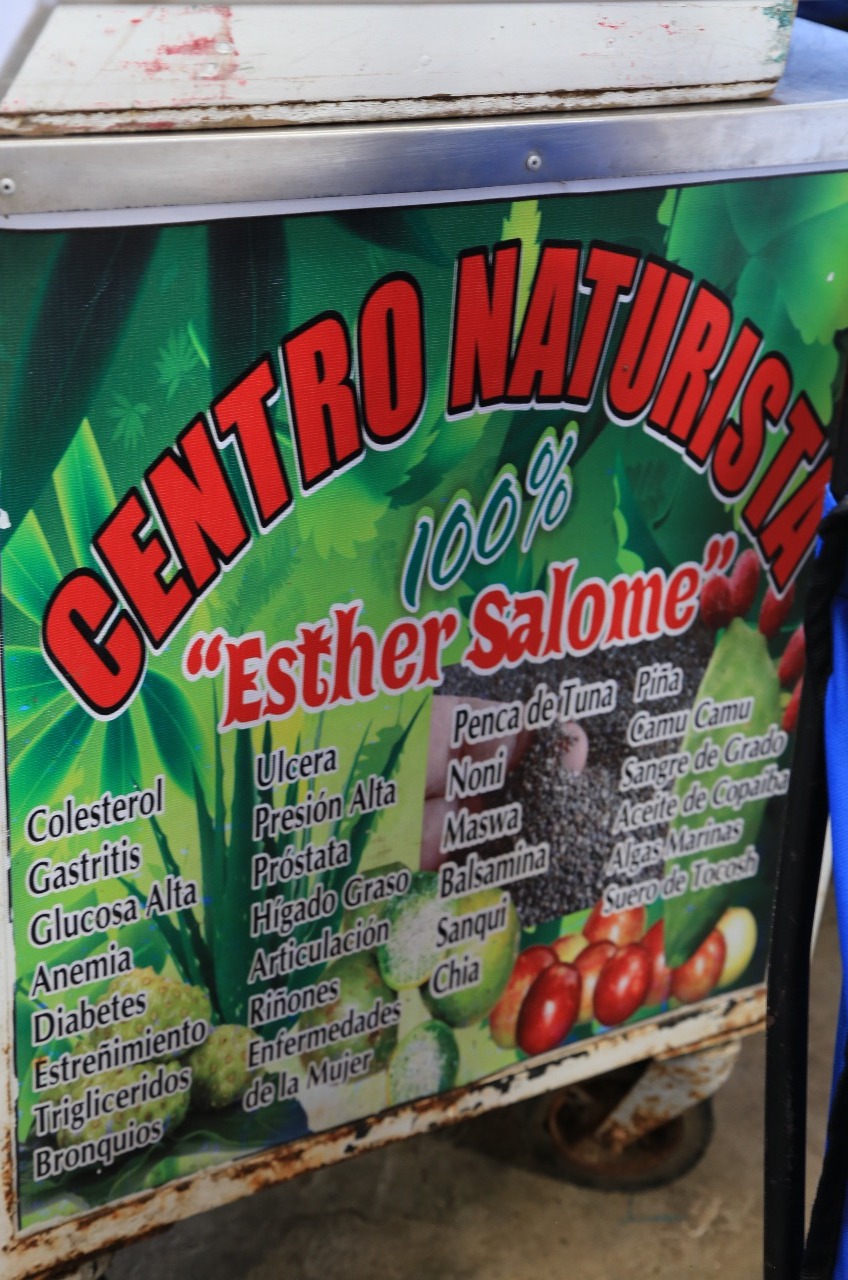 CENTRO NATURISTA
100%
"Esther Salome"
Colesterol
Gastritis
Glucosa Alta
Anemia
Diabetes
Estreñimiento
Trigliceridos
Bronquios
Ulcera
Presión Alta
Próstata
Hígado Graso
Articulación
Riñones
Enfermedades
de la Mujer
Penca de Tuna
Noni
Maswa
Balsamina
Sanqui
Chia
Piña
Camu Camu
Sangre de Grado
Aceite de Copaíba
Algas Marinas
Suero de Tocosh